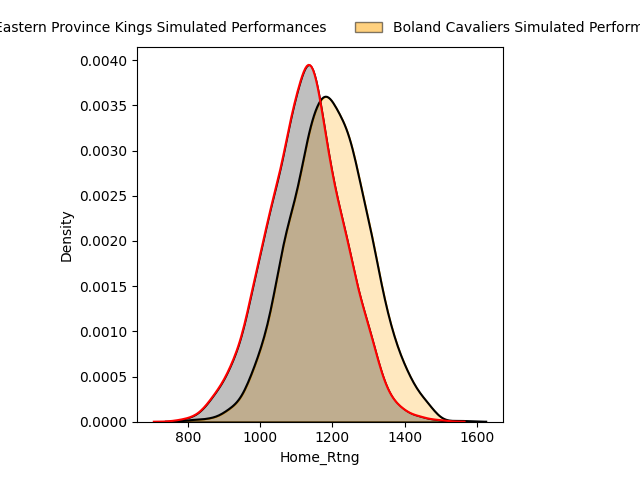 Eastern Province Kings Simulated Performances
Boland Cavaliers Simulated
0.0040
0.0035
0.0030
0.0025
0.0020
0.0015
0.0010
0.0005
0.0000
Density
800 1000 1200 1400 1600
Home_Rtng